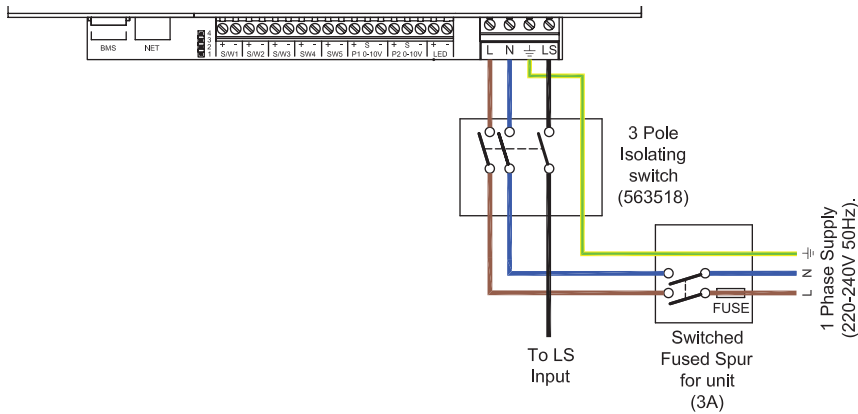 BMS
NET
4
3
2
1
+ - + - + - + - + - + S - + S - + -
S/W1 S/W2 S/W3 SW4 SW5 P1 0-10V P2 0-10V LED
L N LS
3 Pole
Isolating
switch
(563518)
N
L
1 Phase Supply
(220-240V 50Hz).
FUSE
To LS
Input
Switched
Fused Spur
for unit
(3A)